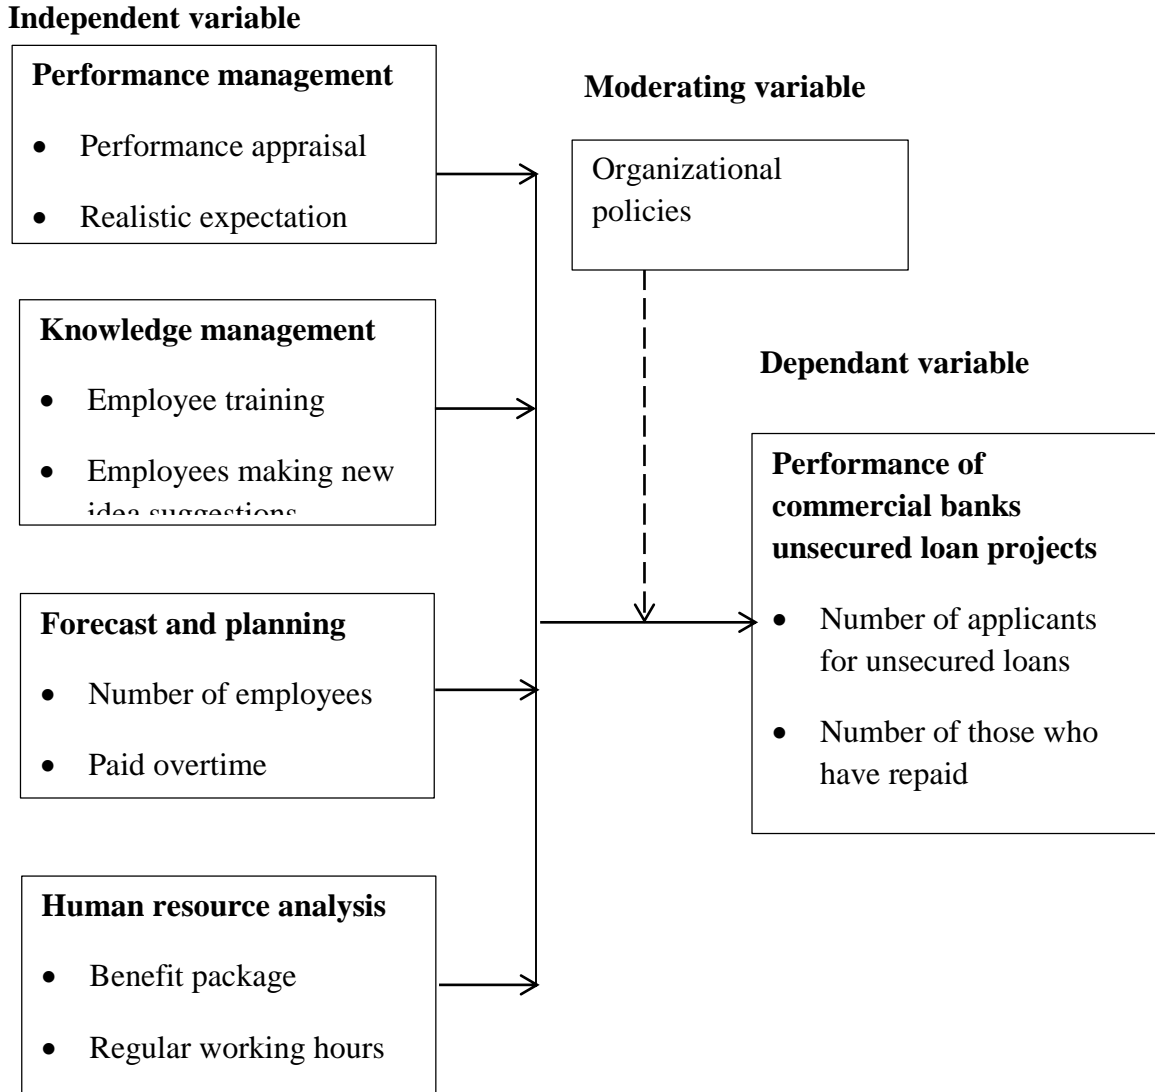 Independent variable
Performance management
• Performance appraisal
• Realistic expectation
Knowledge management
• Employee training
• Employees making new
idea suggestions
Forecast and planning
• Number of employees
• Paid overtime
Human resource analysis
• Benefit package
• Regular working hours
Moderating variable
Organizational
policies
Dependant variable
Performance of
commercial banks
unsecured loan projects
• Number of applicants
for unsecured loans
• Number of those who
have repaid